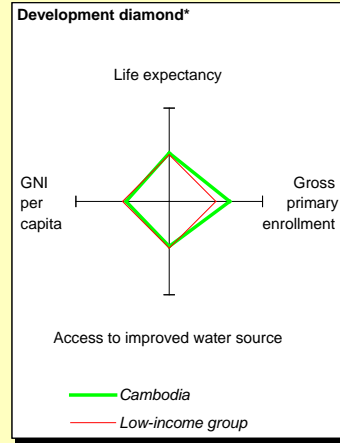 Development diamond*
Life expectancy
GNI
per
capita
Gross
primary
enrollment
Access to improved water source
Cambodia
Low-income group